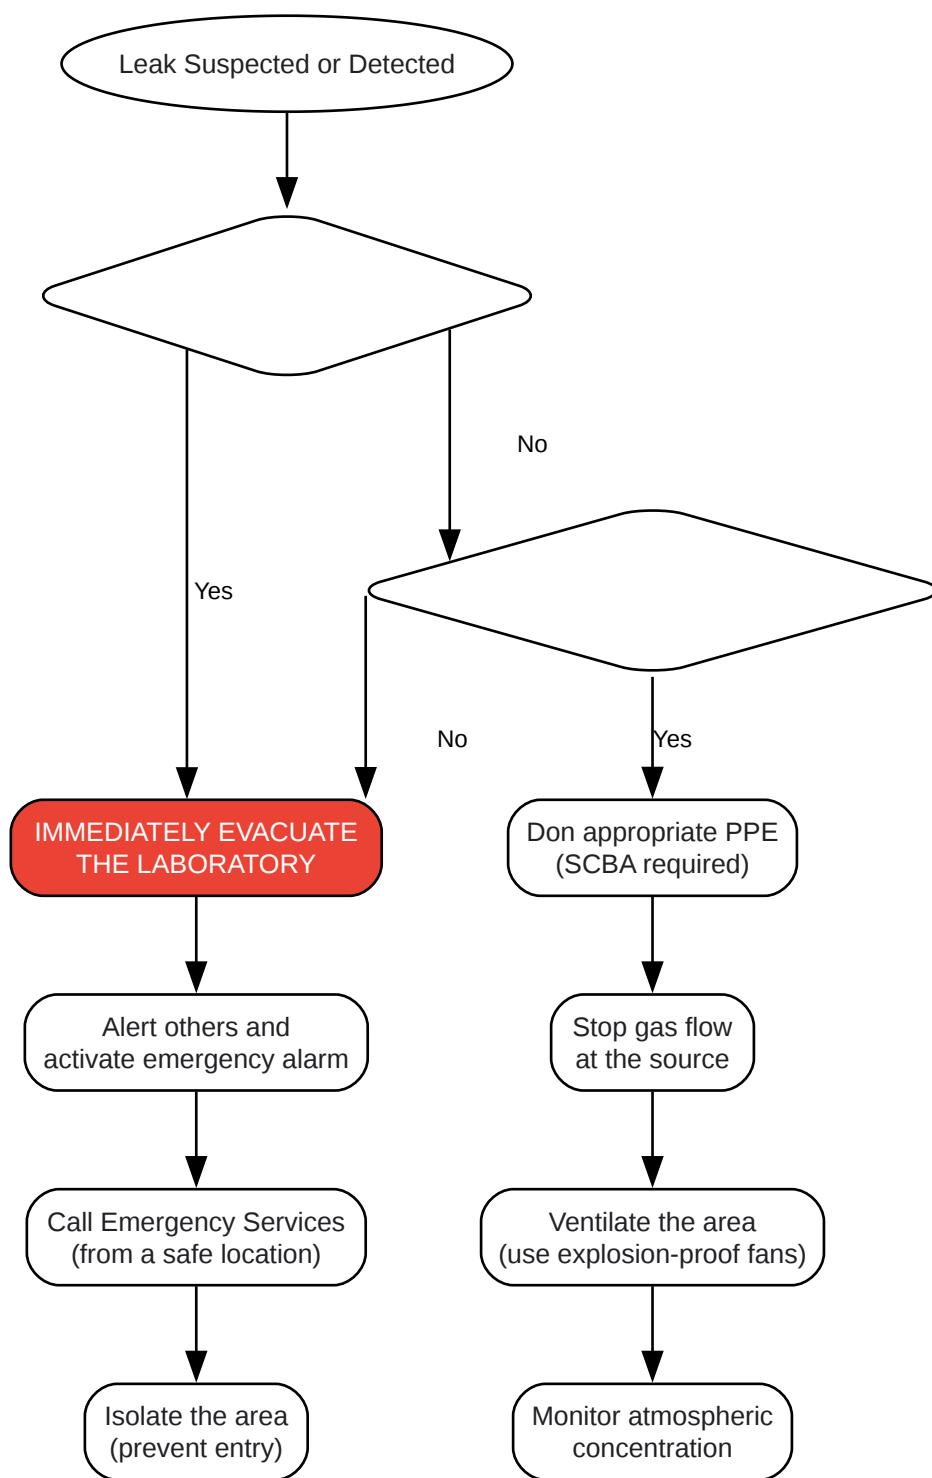 Leak Suspected or Detected
No
Yes
No
Yes
IMMEDIATELY EVACUATE
THE LABORATORY
Don appropriate PPE
(SCBA required)
Alert others and
activate emergency alarm
Stop gas flow
at the source
Call Emergency Services
(from a safe location)
Ventilate the area
(use explosion-proof fans)
Isolate the area
(prevent entry)
Monitor atmospheric
concentration